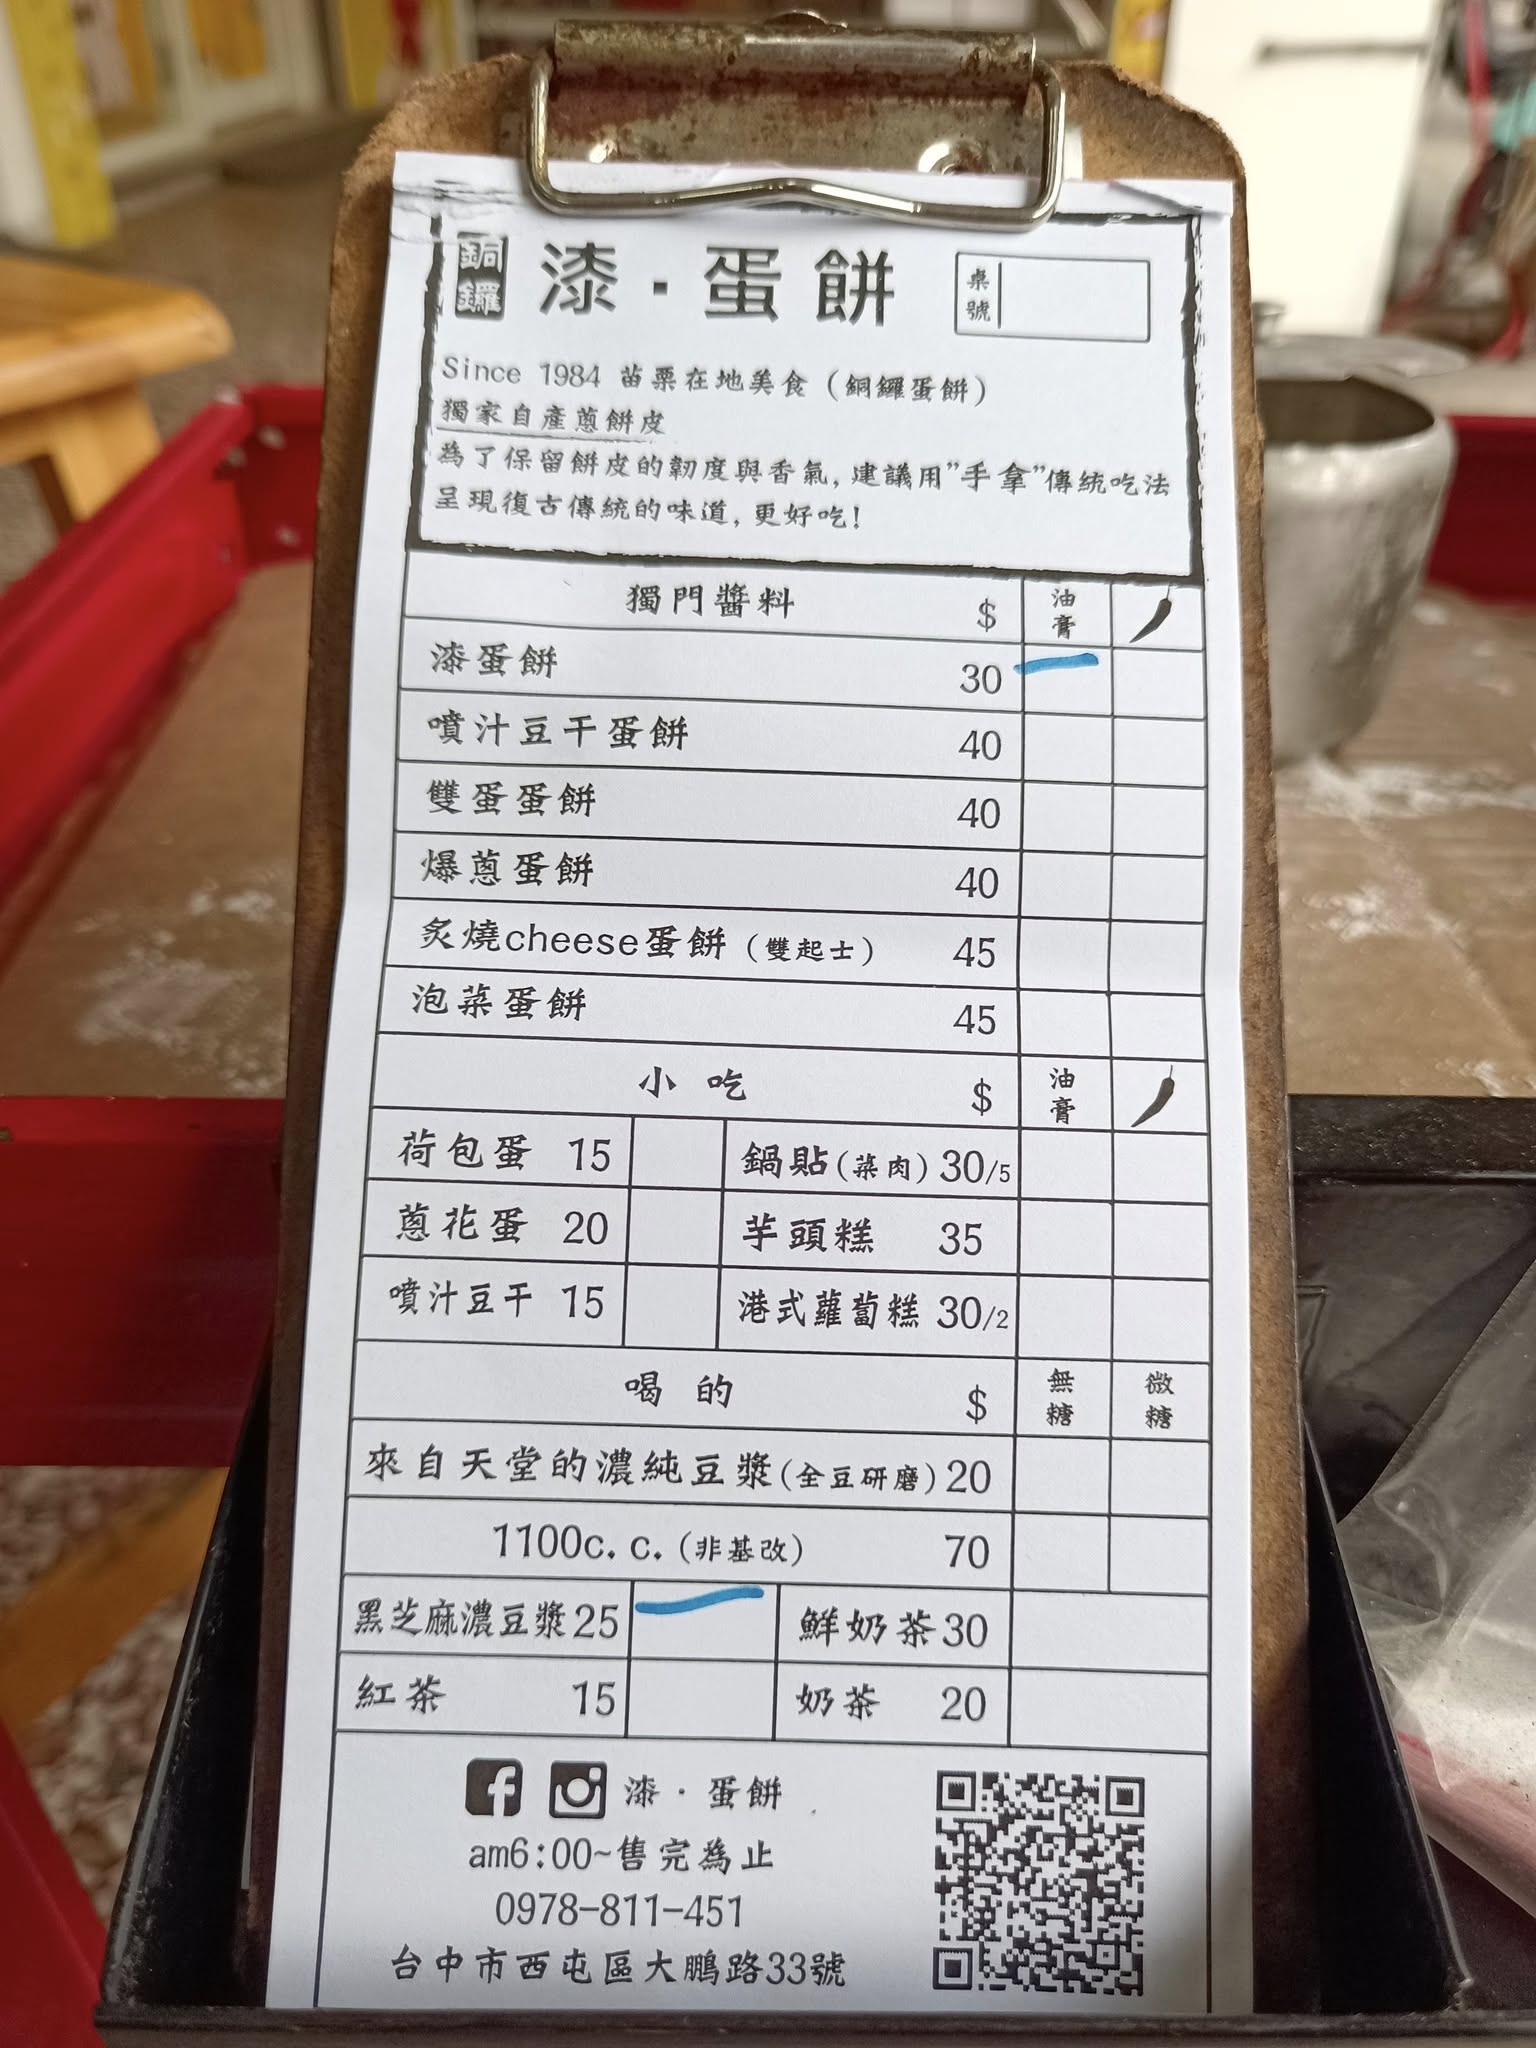 銅鑼 漆·蛋餅 桌號
Since 1984 苗栗在地美食(銅鑼蛋餅)
獨家自產蔥餅皮
為了保留餅皮的韌度與香氣,建議用"手拿"傳統吃法
呈現復古傳統的味道,更好吃!
獨門醬料 $ 油膏
漆蛋餅 30
噴汁豆干蛋餅 40
雙蛋蛋餅 40
爆蔥蛋餅 40
炙燒cheese蛋餅(雙起士) 45
泡菜蛋餅 45
小吃 $ 油膏
荷包蛋 15 鍋貼(菜肉)30/5
蔥花蛋 20 芋頭糕 35
噴汁豆干 15 港式蘿蔔糕 30/2
喝的 $ 無糖 微糖
來自天堂的濃純豆漿(全豆研磨)20
1100c.c.(非基改) 70
黑芝麻濃豆漿25 鮮奶茶30
紅茶 15 奶茶 20
漆·蛋餅
am6:00~售完為止
0978-811-451
台中市西屯區大鵬路33號